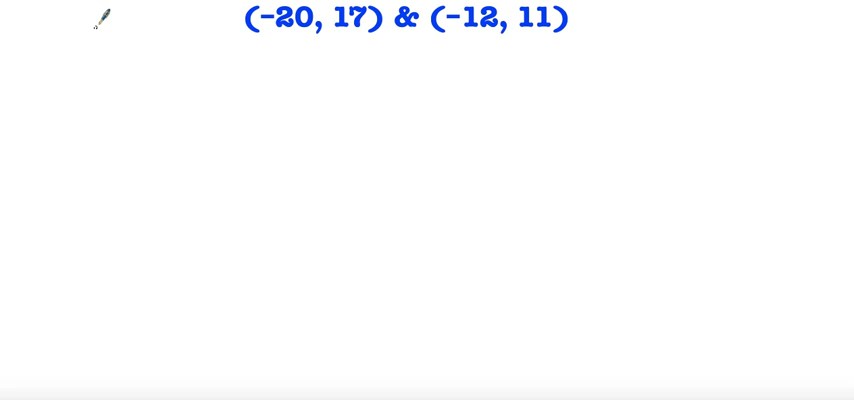 (-20, 17) & (-12, 11)